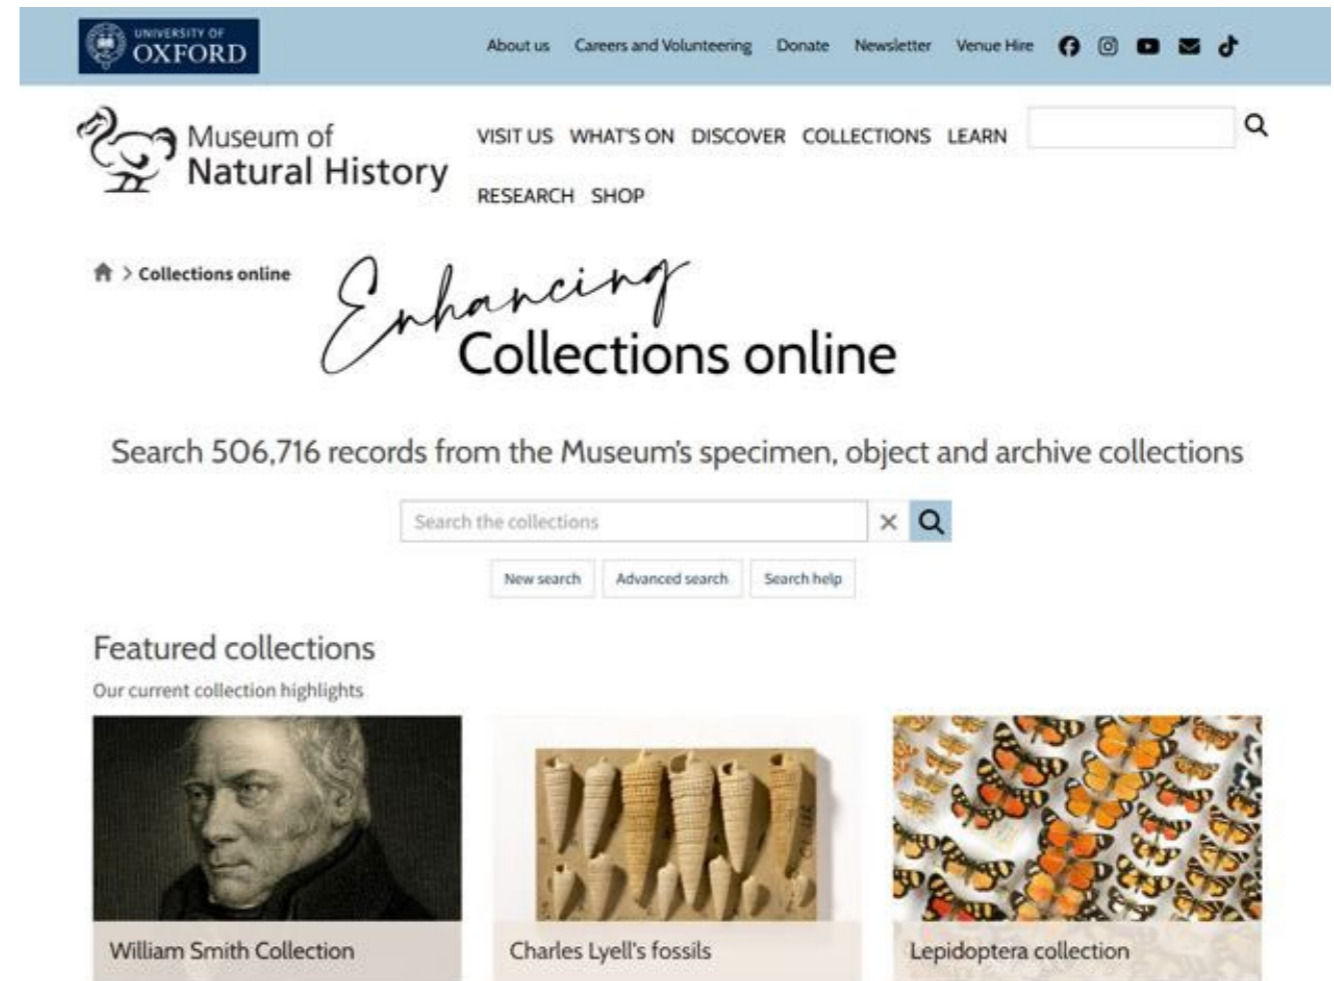 UNIVERSITY OF
OXFORD
About us Careers and Volunteering Donate Newsletter Venue Hire
Museum of
Natural History
VISIT US WHAT'S ON DISCOVER COLLECTIONS LEARN
RESEARCH SHOP
> Collections online
Enhancing
Collections online
Search 506,716 records from the Museum's specimen, object and archive collections
Search the collections
New search Advanced search Search help
Featured collections
Our current collection highlights
William Smith Collection Charles Lyell's fossils Lepidoptera collection